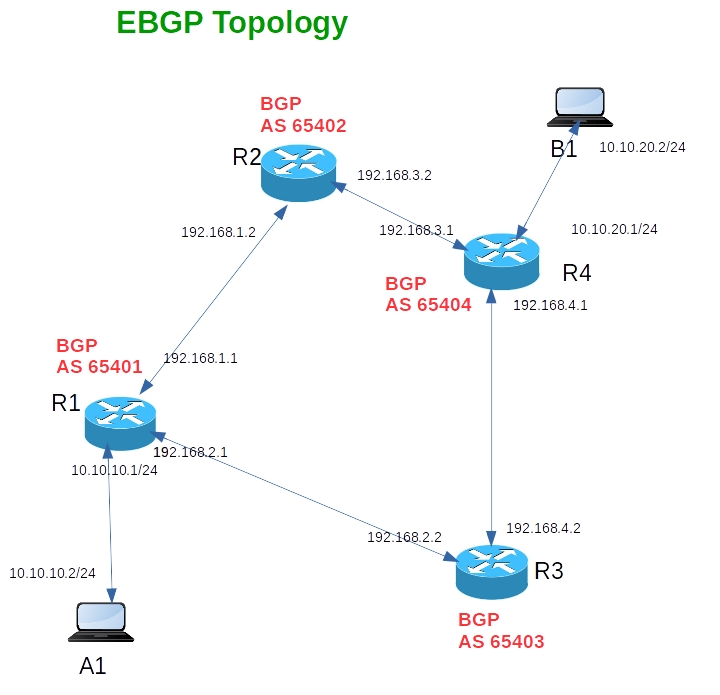 EBGP Topology
BGP
AS 65402
R2
B1
10.10.20.2/24
192.168.3.2
192.168.1.2
192.168.3.1
10.10.20.1/24
R4
BGP
AS 65404
192.168.4.1
BGP
AS 65401
192.168.1.1
R1
192.168.2.1
10.10.10.1/24
192.168.2.2
192.168.4.2
R3
10.10.10.2/24
BGP
AS 65403
A1